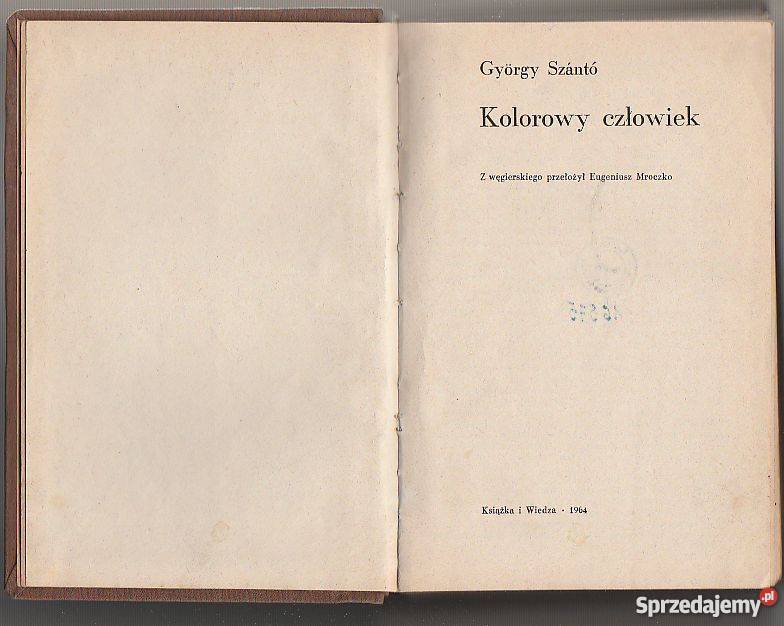 György Szántó
Kolorowy człowiek
Z węgierskiego przełożył Eugeniusz Mroczko
Książka i Wiedza · 1964
Sprzedajemy.pl